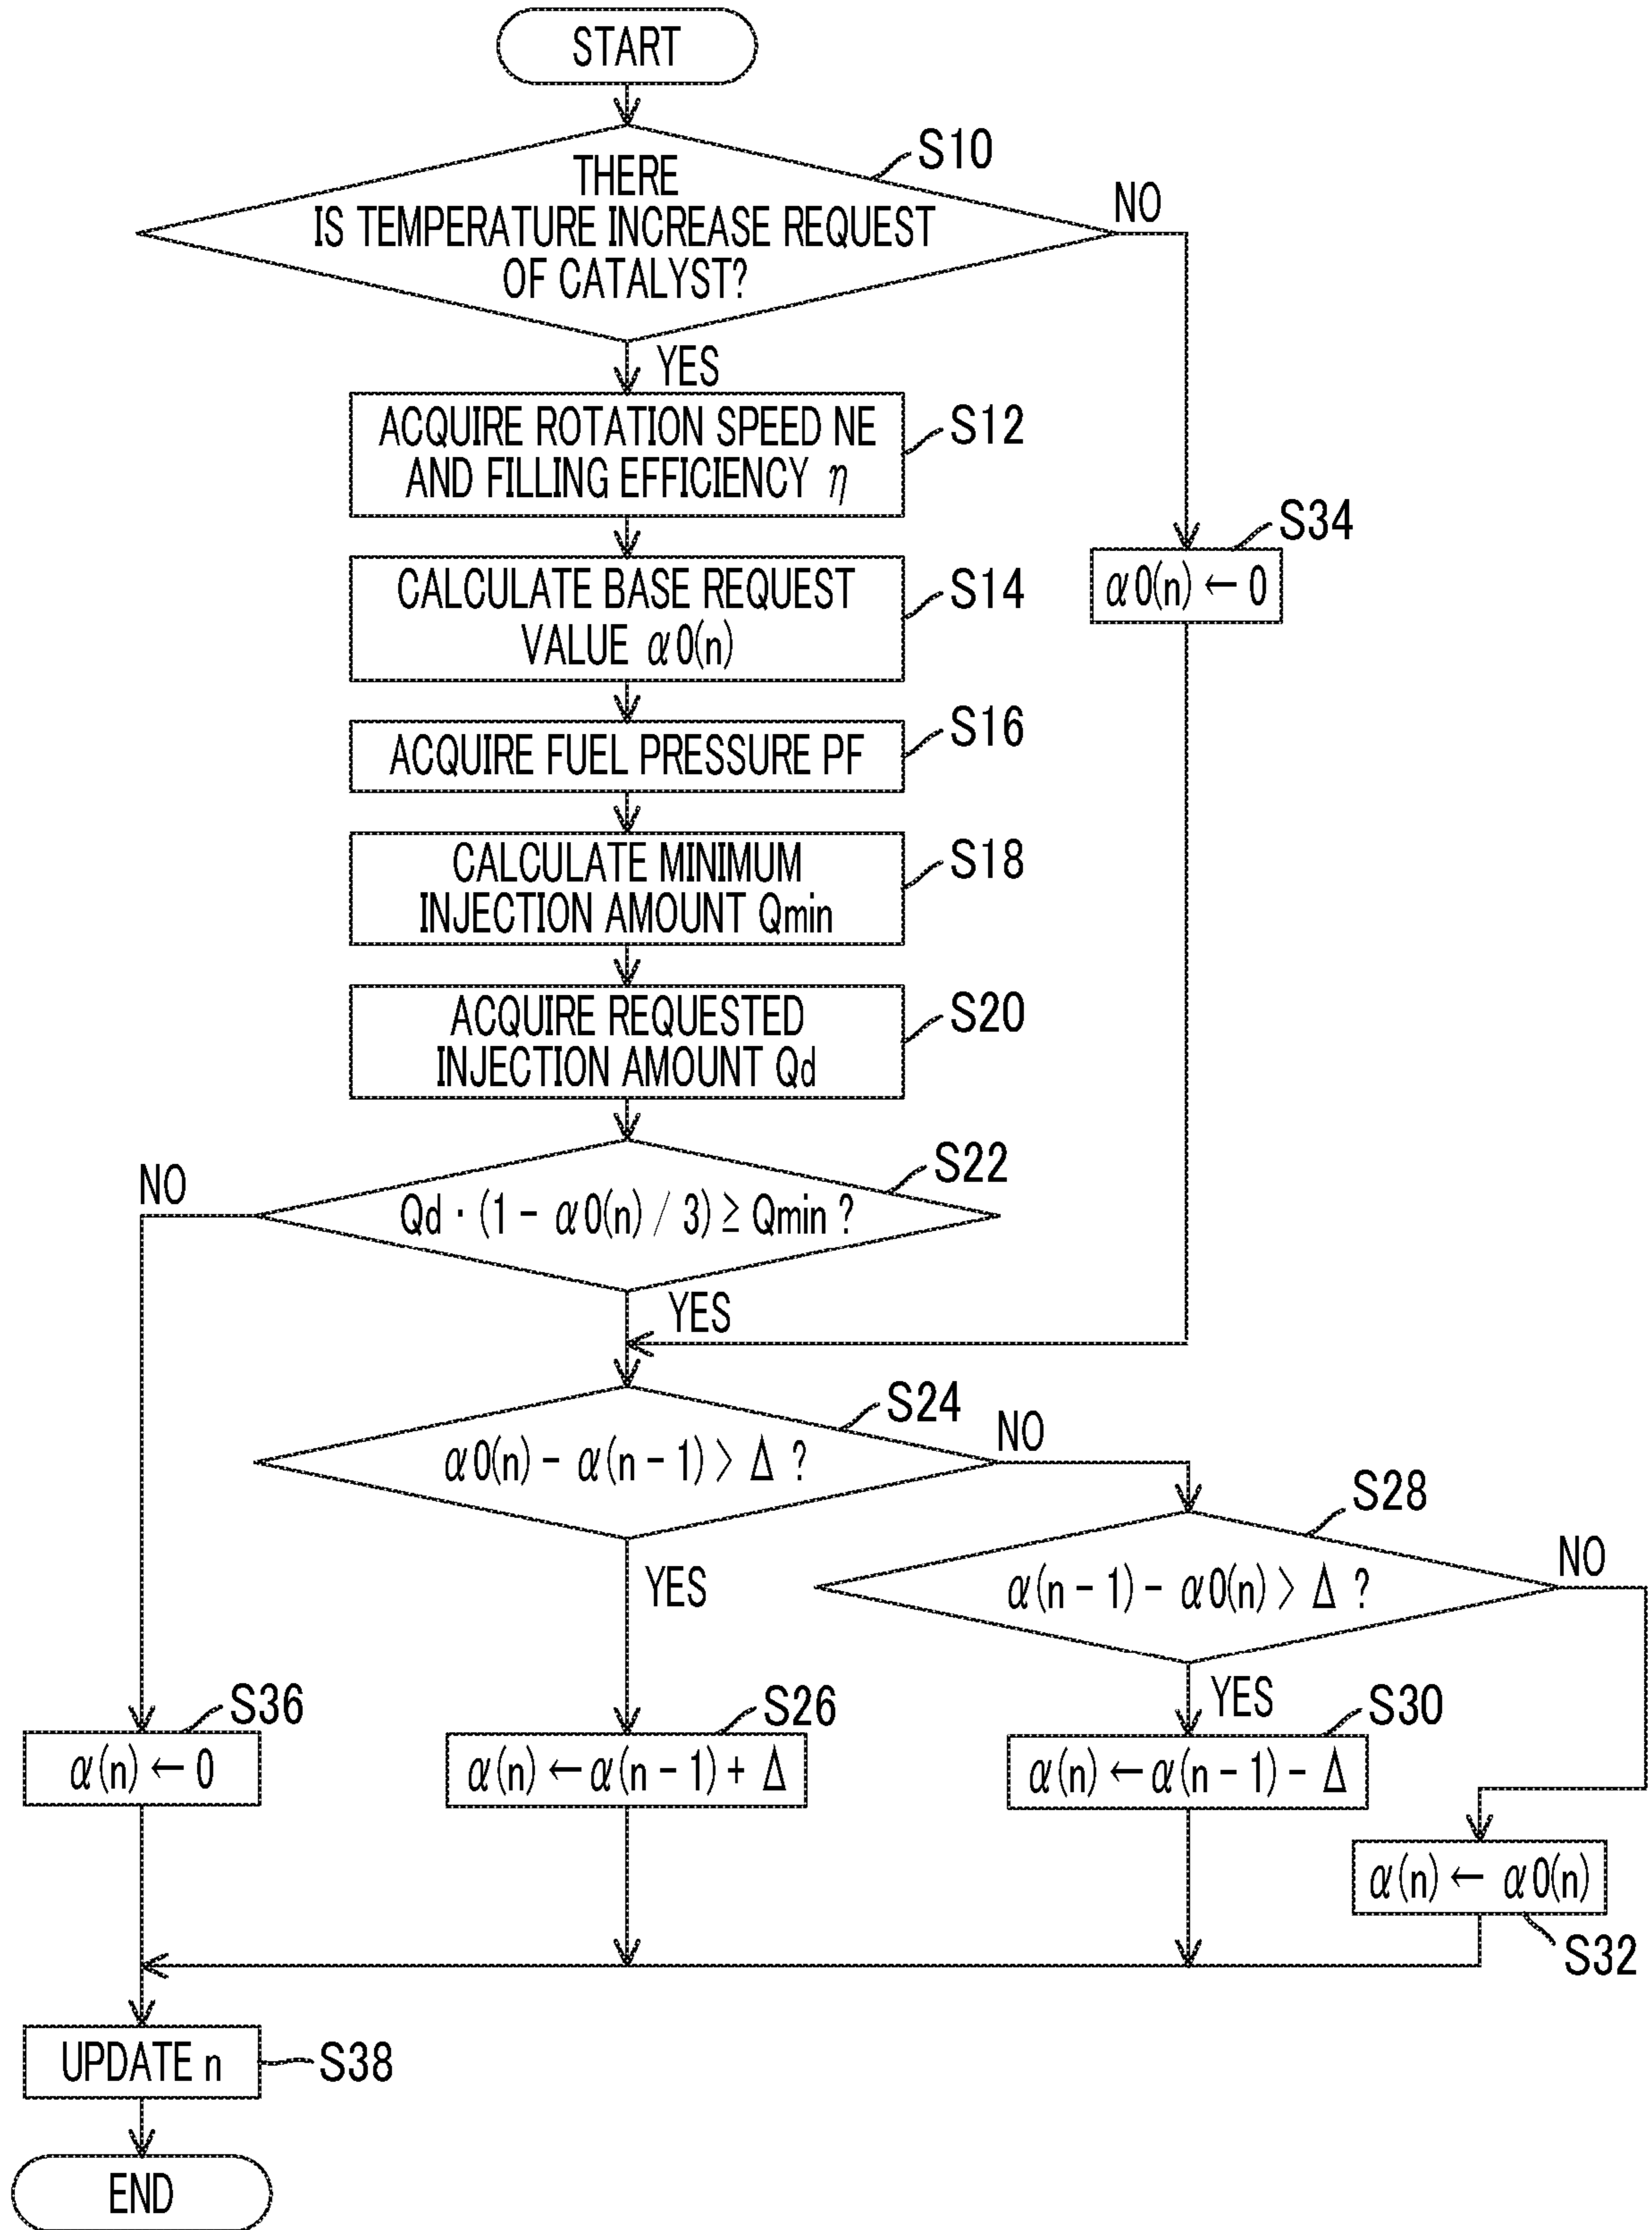 START
S10
THERE
IS TEMPERATURE INCREASE REQUEST
OF CATALYST?
NO
YES
ACQUIRE ROTATION SPEED NE
AND FILLING EFFICIENCY η
S12
S34
α0(n) ← 0
CALCULATE BASE REQUEST
VALUE α0(n)
S14
ACQUIRE FUEL PRESSURE PF
S16
CALCULATE MINIMUM
INJECTION AMOUNT Qmin
S18
ACQUIRE REQUESTED
INJECTION AMOUNT Qd
S20
S22
NO
Qd · (1 - α0(n) / 3) ≥ Qmin ?
YES
S24
α0(n) - α(n - 1) > Δ ?
NO
S28
α(n - 1) - α0(n) > Δ ?
NO
YES
YES
S36
α(n) ← 0
S26
α(n) ← α(n - 1) + Δ
S30
α(n) ← α(n - 1) - Δ
α(n) ← α0(n)
S32
UPDATE n
S38
END